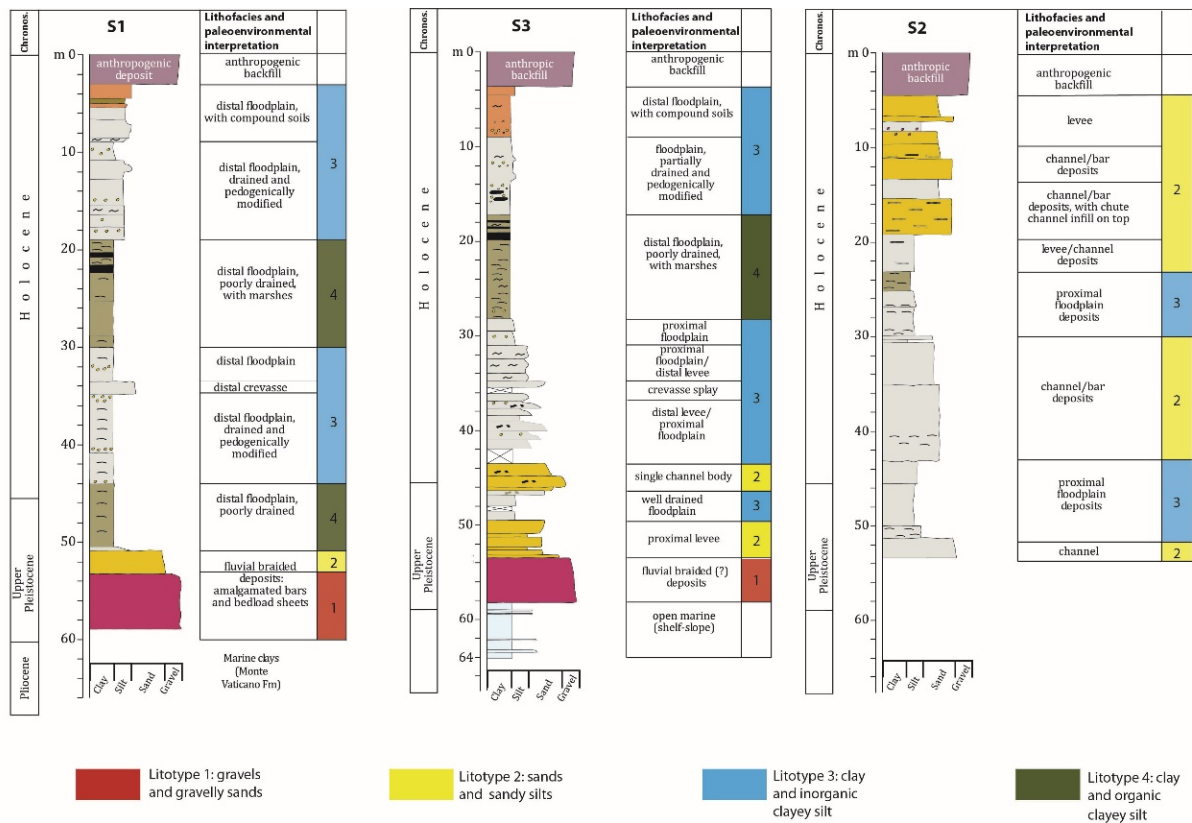 Chronos.
S1
Lithofacies and
paleoenvironmental
interpretation
m 0
10
20
30
40
50
60
Holocene
Upper
Pleistocene
Pliocene
anthropogenic
deposit
anthropogenic
backfill
distal floodplain,
with compound soils
distal floodplain,
drained and
pedogenically
modified
3
distal floodplain,
poorly drained,
with marshes
4
distal floodplain
distal crevasse
distal floodplain,
drained and
pedogenically
modified
3
distal floodplain,
poorly drained
4
fluvial braided
2
deposits:
amalgamated bars
and bedload sheets
1
Marine clays
(Monte
Vaticano Fm)
Clay
Silt
Sand
Gravel
Chronos.
S3
Lithofacies and
paleoenvironmental
interpretation
m 0
10
20
30
40
50
60
64
Holocene
Upper
Pleistocene
anthropic
backfill
anthropogenic
backfill
distal floodplain,
with compound soils
floodplain,
partially
drained and
pedogenically
modified
3
distal floodplain,
poorly drained,
with marshes
4
proximal
floodplain
proximal
floodplain/
distal levee
crevasse splay
distal levee/
proximal
floodplain
3
single channel body
2
well drained
floodplain
3
proximal levee
2
fluvial braided (?)
deposits
1
open marine
(shelf-slope)
Clay
Silt
Sand
Gravel
Chronos.
S2
Lithofacies and
paleoenvironmental
interpretation
m 0
10
20
30
40
50
60
Holocene
Upper
Pleistocene
anthropic
backfill
anthropogenic
backfill
levee
channel/bar
deposits
channel/bar
deposits, with chute
channel infill on top
levee/channel
deposits
2
proximal
floodplain
deposits
3
channel/bar
deposits
2
proximal
floodplain
deposits
3
channel
2
Clay
Silt
Sand
Gravel
Litotype 1: gravels
and gravelly sands
Litotype 2: sands
and sandy silts
Litotype 3: clay
and inorganic
clayey silt
Litotype 4: clay
and organic
clayey silt